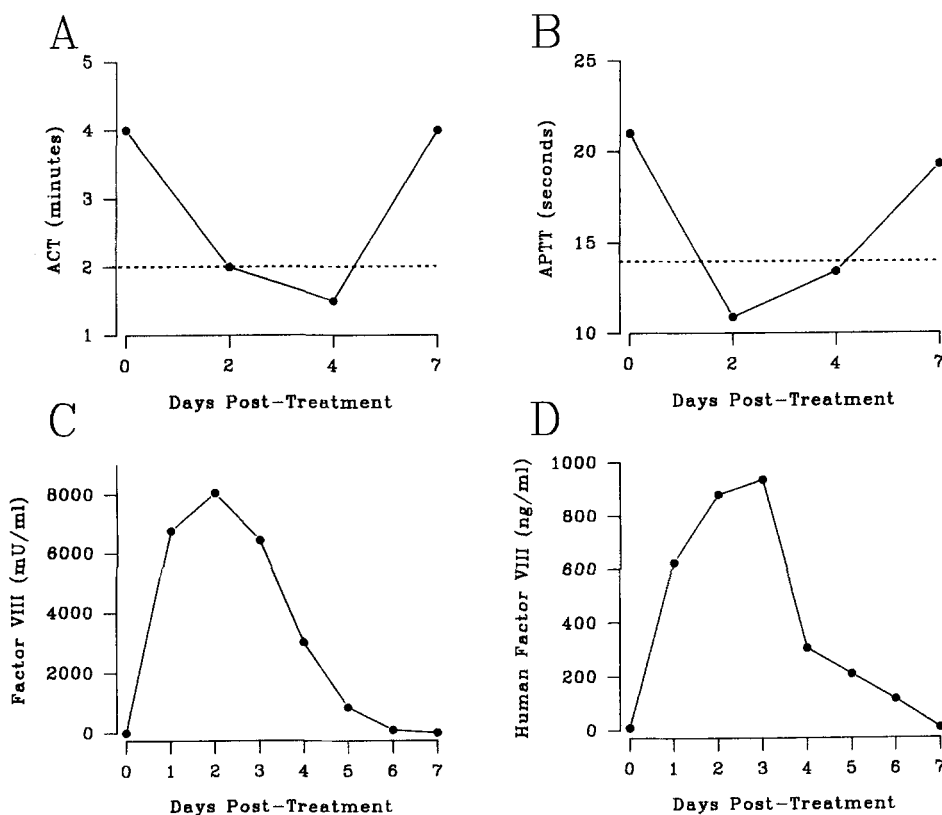 A
5
4
3
2
1
ACT (minutes)
0 2 4 7
Days Post-Treatment
B
25
20
15
10
APTT (seconds)
0 2 4 7
Days Post-Treatment
C
8000
6000
4000
2000
0
Factor VIII (mU/ml)
0 1 2 3 4 5 6 7
Days Post-Treatment
D
1000
800
600
400
200
0
Human Factor VIII (ng/ml)
0 1 2 3 4 5 6 7
Days Post-Treatment